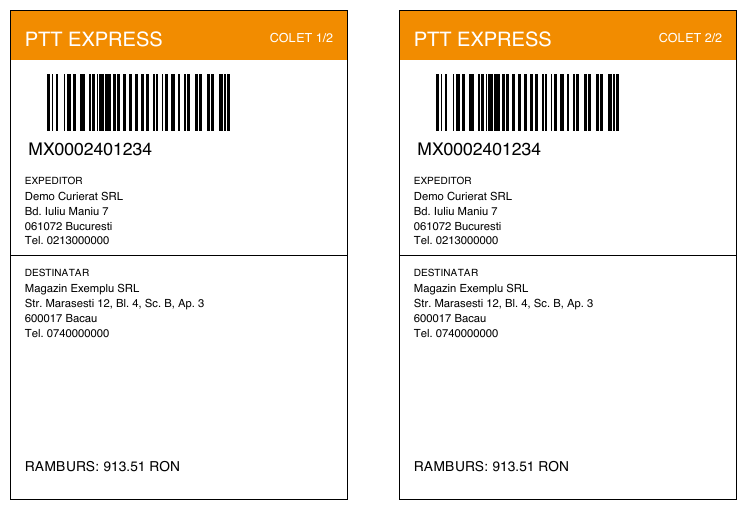 PTT EXPRESS
COLET 1/2
MX0002401234
EXPEDITOR
Demo Curierat SRL
Bd. Iuliu Maniu 7
061072 Bucuresti
Tel. 0213000000
DESTINATAR
Magazin Exemplu SRL
Str. Marasesti 12, Bl. 4, Sc. B, Ap. 3
600017 Bacau
Tel. 0740000000
RAMBURS: 913.51 RON
PTT EXPRESS
COLET 2/2
MX0002401234
EXPEDITOR
Demo Curierat SRL
Bd. Iuliu Maniu 7
061072 Bucuresti
Tel. 0213000000
DESTINATAR
Magazin Exemplu SRL
Str. Marasesti 12, Bl. 4, Sc. B, Ap. 3
600017 Bacau
Tel. 0740000000
RAMBURS: 913.51 RON